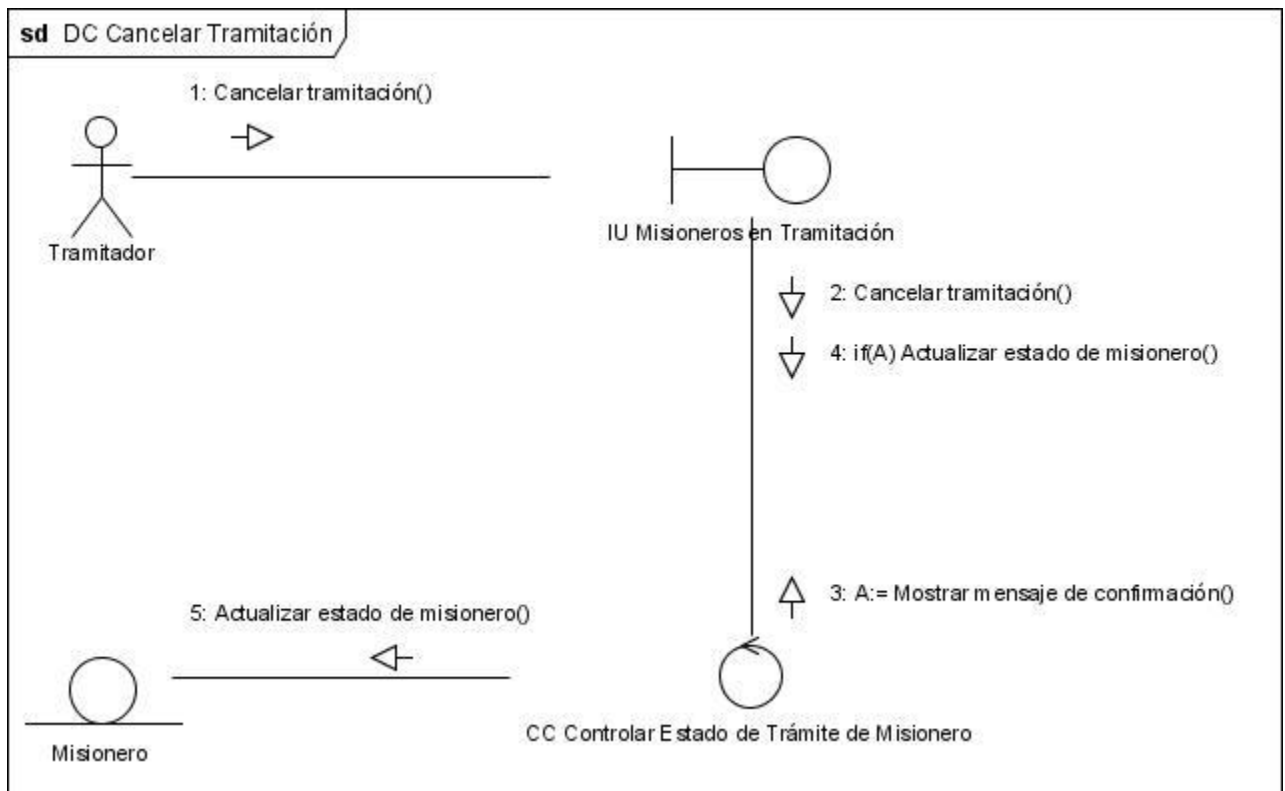 sd DC Cancelar Tramitación
1: Cancelar tramitación()
Tramitador
IU Misioneros en Tramitación
2: Cancelar tramitación()
4: if(A) Actualizar estado de misionero()
3: A:= Mostrar mensaje de confirmación()
5: Actualizar estado de misionero()
CC Controlar Estado de Trámite de Misionero
Misionero